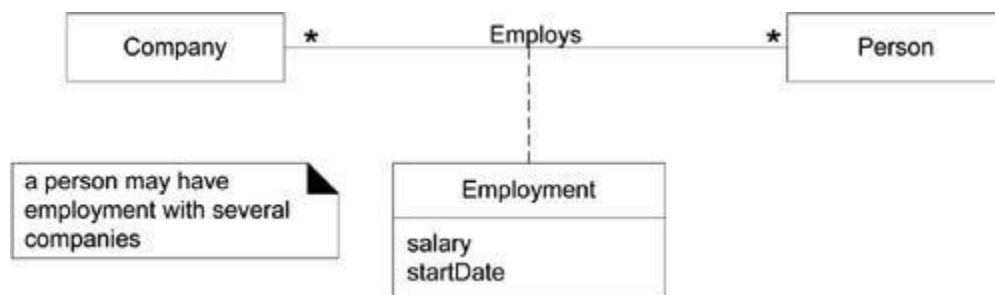 Company
*
Employs
*
Person
a person may have
employment with several
companies
Employment
salary
startDate